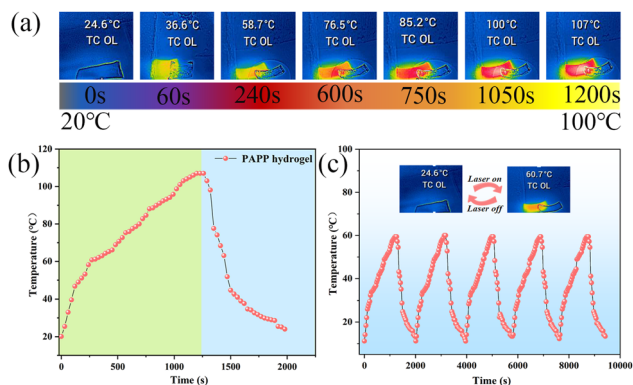 (a)
24.6°C
TC OL
36.6°C
TC OL
58.7°C
TC OL
76.5°C
TC OL
85.2°C
TC OL
100°C
TC OL
107°C
TC OL
0s 60s 240s 600s 750s 1050s 1200s
20℃ 100℃
(b)
PAPP hydrogel
Temperature (℃)
120
100
80
60
40
20
0 500 1000 1500 2000
Time (s)
(c)
24.6°C
TC OL
Laser on
Laser off
60.7°C
TC OL
Temperature (℃)
100
80
60
40
20
0 2000 4000 6000 8000 10000
Time (s)